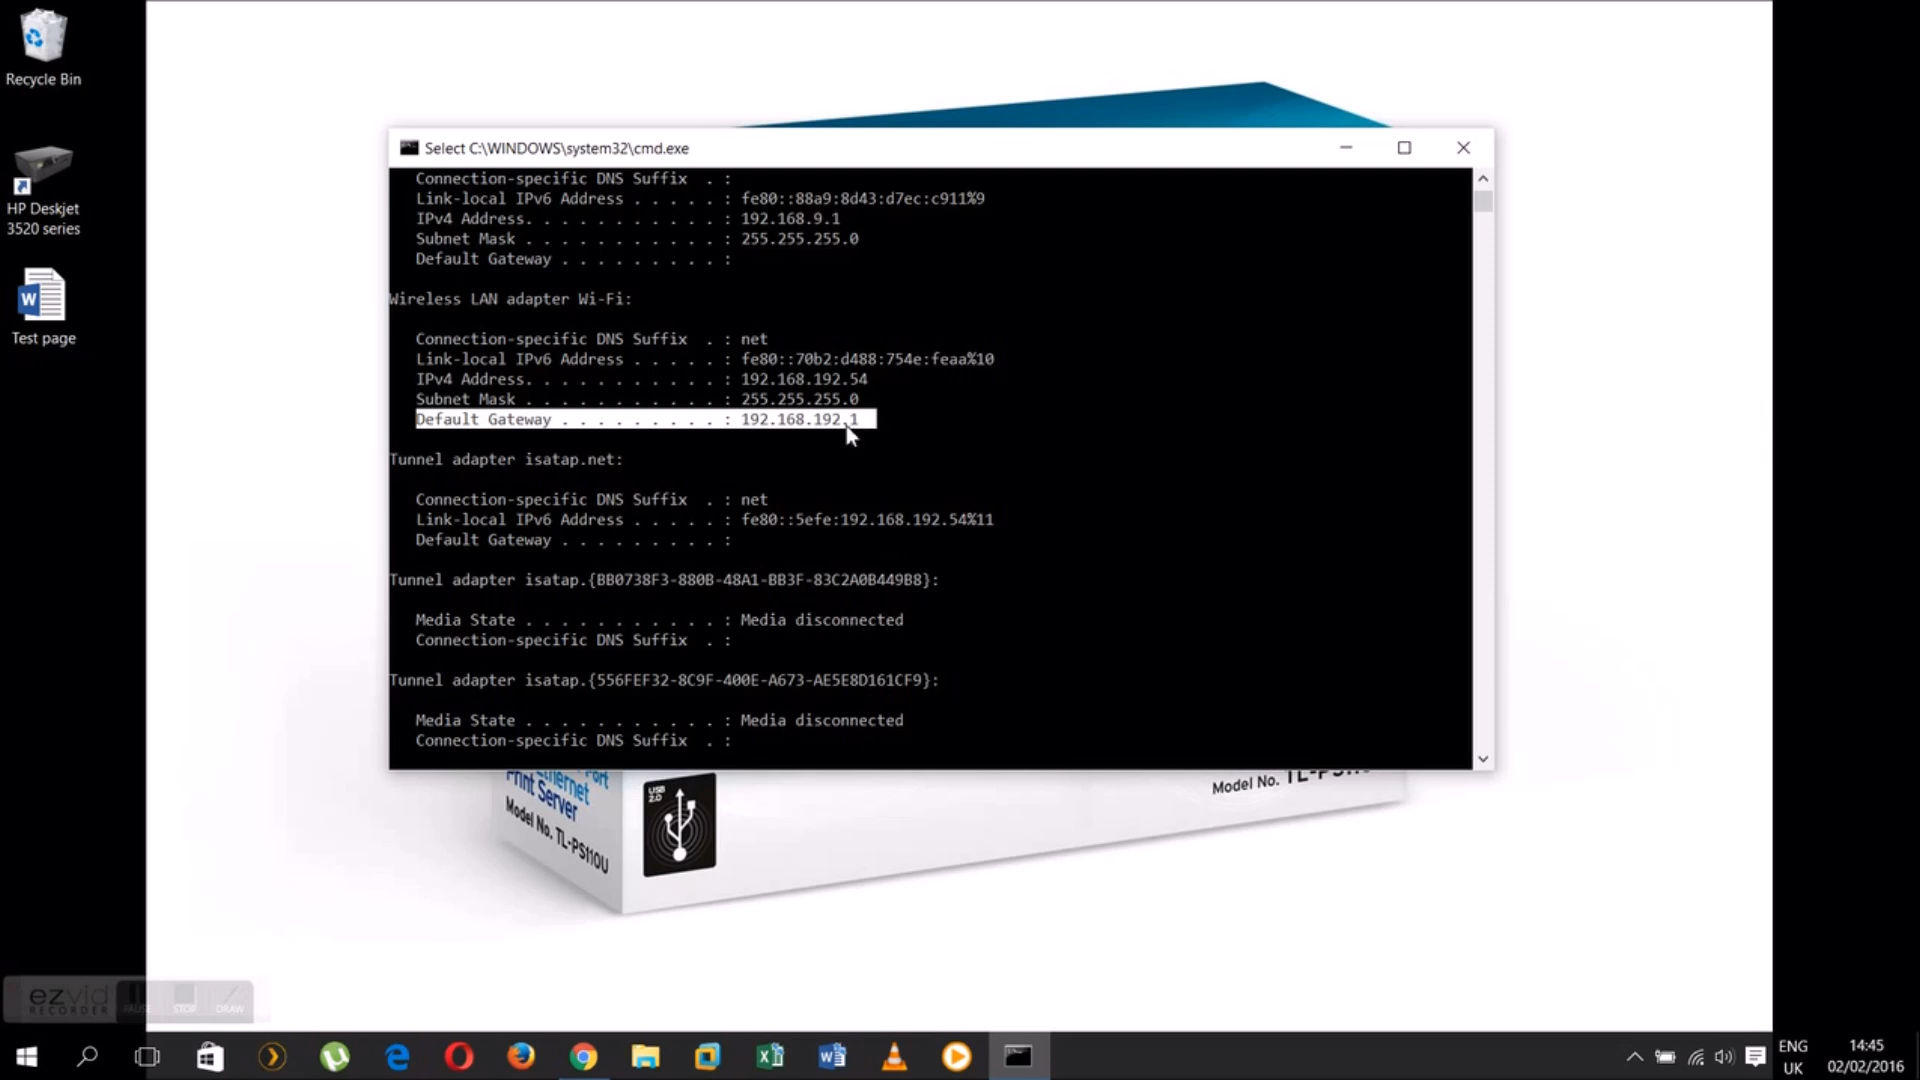 Recycle Bin
HP Deskjet
3520 series
Test page
Select C:\WINDOWS\system32\cmd.exe
Connection-specific DNS Suffix  . :
Link-local IPv6 Address . . . . . : fe80::88a9:8d43:d7ec:c911%9
IPv4 Address. . . . . . . . . . . : 192.168.9.1
Subnet Mask . . . . . . . . . . . : 255.255.255.0
Default Gateway . . . . . . . . . :
Wireless LAN adapter Wi-Fi:
Connection-specific DNS Suffix  . : net
Link-local IPv6 Address . . . . . : fe80::70b2:d488:754e:feaa%10
IPv4 Address. . . . . . . . . . . : 192.168.192.54
Subnet Mask . . . . . . . . . . . : 255.255.255.0
Default Gateway . . . . . . . . . : 192.168.192.1
Tunnel adapter isatap.net:
Connection-specific DNS Suffix  . : net
Link-local IPv6 Address . . . . . : fe80::5efe:192.168.192.54%11
Default Gateway . . . . . . . . . :
Tunnel adapter isatap.{BB0738F3-880B-48A1-BB3F-83C2A0B449B8}:
Media State . . . . . . . . . . . : Media disconnected
Connection-specific DNS Suffix  . :
Tunnel adapter isatap.{556FEF32-8C9F-400E-A673-AE5E8D161CF9}:
Media State . . . . . . . . . . . : Media disconnected
Connection-specific DNS Suffix  . :
Port
Ethernet
Print Server
Model No. TL-PS110U
USB
2.0
Model No. TL-PS110U
ezvid
RECORDER
PAUSE
STOP
DRAW
ENG
UK
14:45
02/02/2016